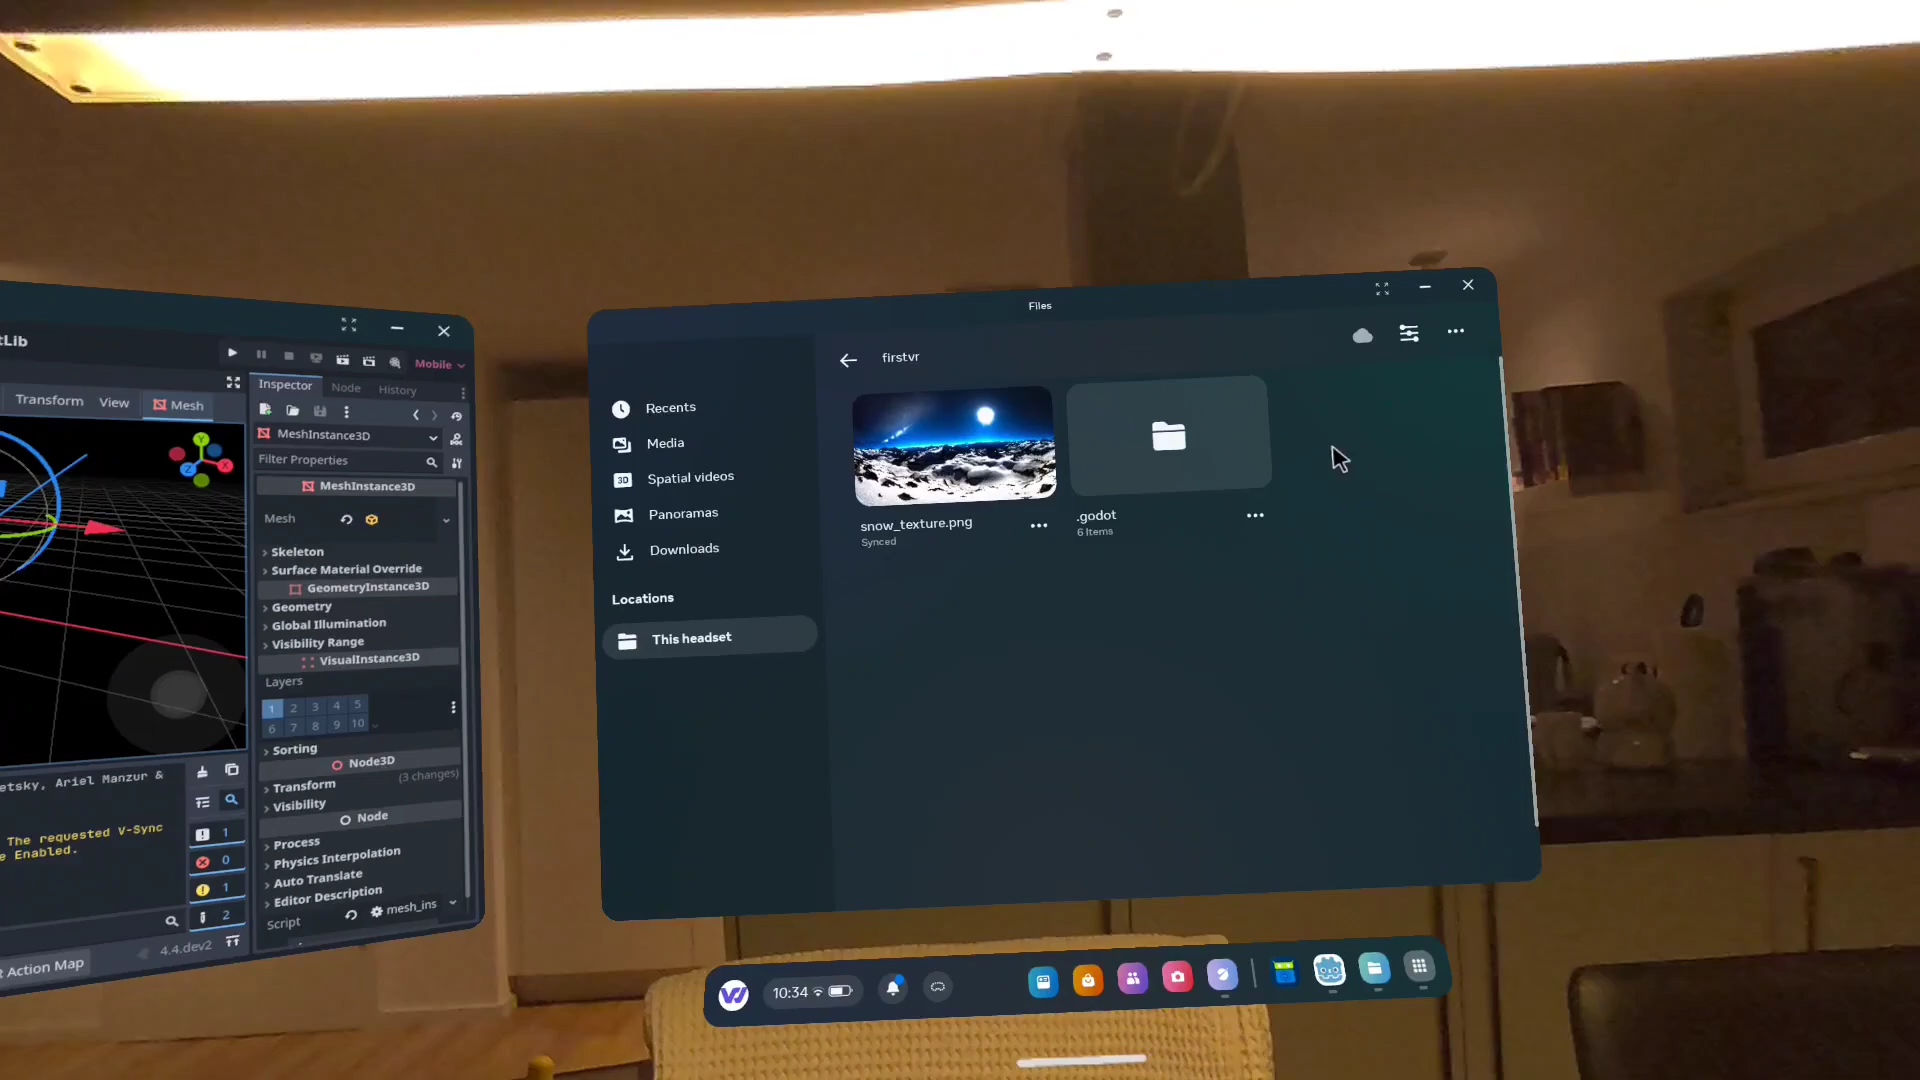 tLib
Mobile
Transform
View
Mesh
Inspector
Node
History
MeshInstance3D
Filter Properties
MeshInstance3D
Mesh
Skeleton
Surface Material Override
GeometryInstance3D
Geometry
Global Illumination
Visibility Range
VisualInstance3D
Layers
1 2 3 4 5
6 7 8 9 10
Sorting
Node3D
Transform (3 changes)
Visibility
Node
Process
Physics Interpolation
Auto Translate
Editor Description
Script mesh_ins
etsky, Ariel Manzur &
The requested V-Sync
e Enabled.
1
0
1
2
4.4.dev2
Action Map
Files
firstvr
Recents
Media
3D Spatial videos
Panoramas
Downloads
Locations
This headset
snow_texture.png
Synced
.godot
6 Items
10:34